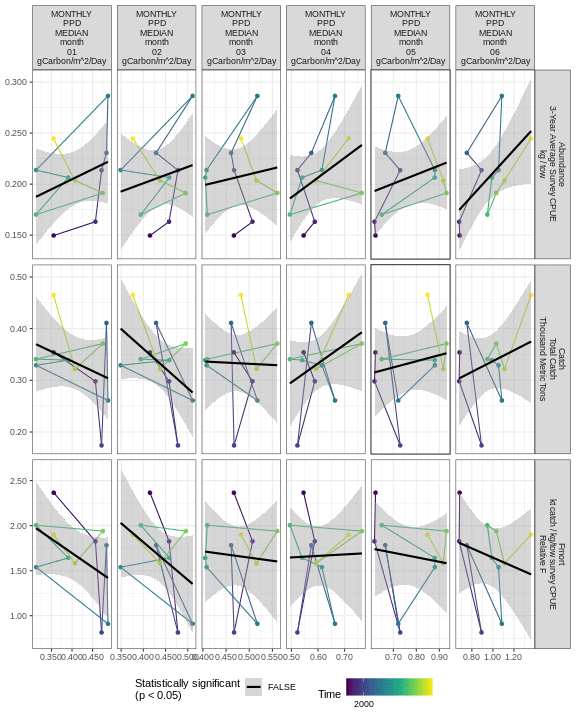 MONTHLY
PPD
MEDIAN
month
01
gCarbon/m^2/Day
MONTHLY
PPD
MEDIAN
month
02
gCarbon/m^2/Day
MONTHLY
PPD
MEDIAN
month
03
gCarbon/m^2/Day
MONTHLY
PPD
MEDIAN
month
04
gCarbon/m^2/Day
MONTHLY
PPD
MEDIAN
month
05
gCarbon/m^2/Day
MONTHLY
PPD
MEDIAN
month
06
gCarbon/m^2/Day
0.300
0.250
0.200
0.150
Abundance
3-Year Average Survey CPUE
kg / tow
0.50
0.40
0.30
0.20
Catch
Total Catch
Thousand Metric Tons
2.50
2.00
1.50
1.00
Fmort
kt catch / kg/tow survey CPUE
Relative F
0.350 0.400 0.450
0.350 0.400 0.450 0.500
0.400 0.450 0.500 0.550
0.50 0.60 0.70
0.70 0.80 0.90
0.80 1.00 1.20
Statistically significant
(p < 0.05)
FALSE
Time
2000